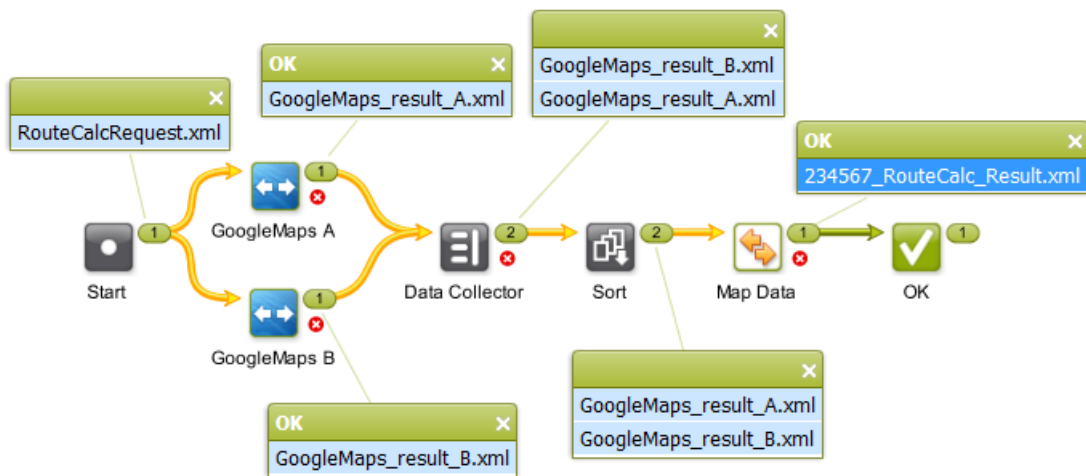 GoogleMaps_result_B.xml
GoogleMaps_result_A.xml
OK
GoogleMaps_result_A.xml
RouteCalcRequest.xml
OK
234567_RouteCalc_Result.xml
1
GoogleMaps A
1
Start
2
Data Collector
2
Sort
1
Map Data
1
OK
1
GoogleMaps B
GoogleMaps_result_A.xml
GoogleMaps_result_B.xml
OK
GoogleMaps_result_B.xml